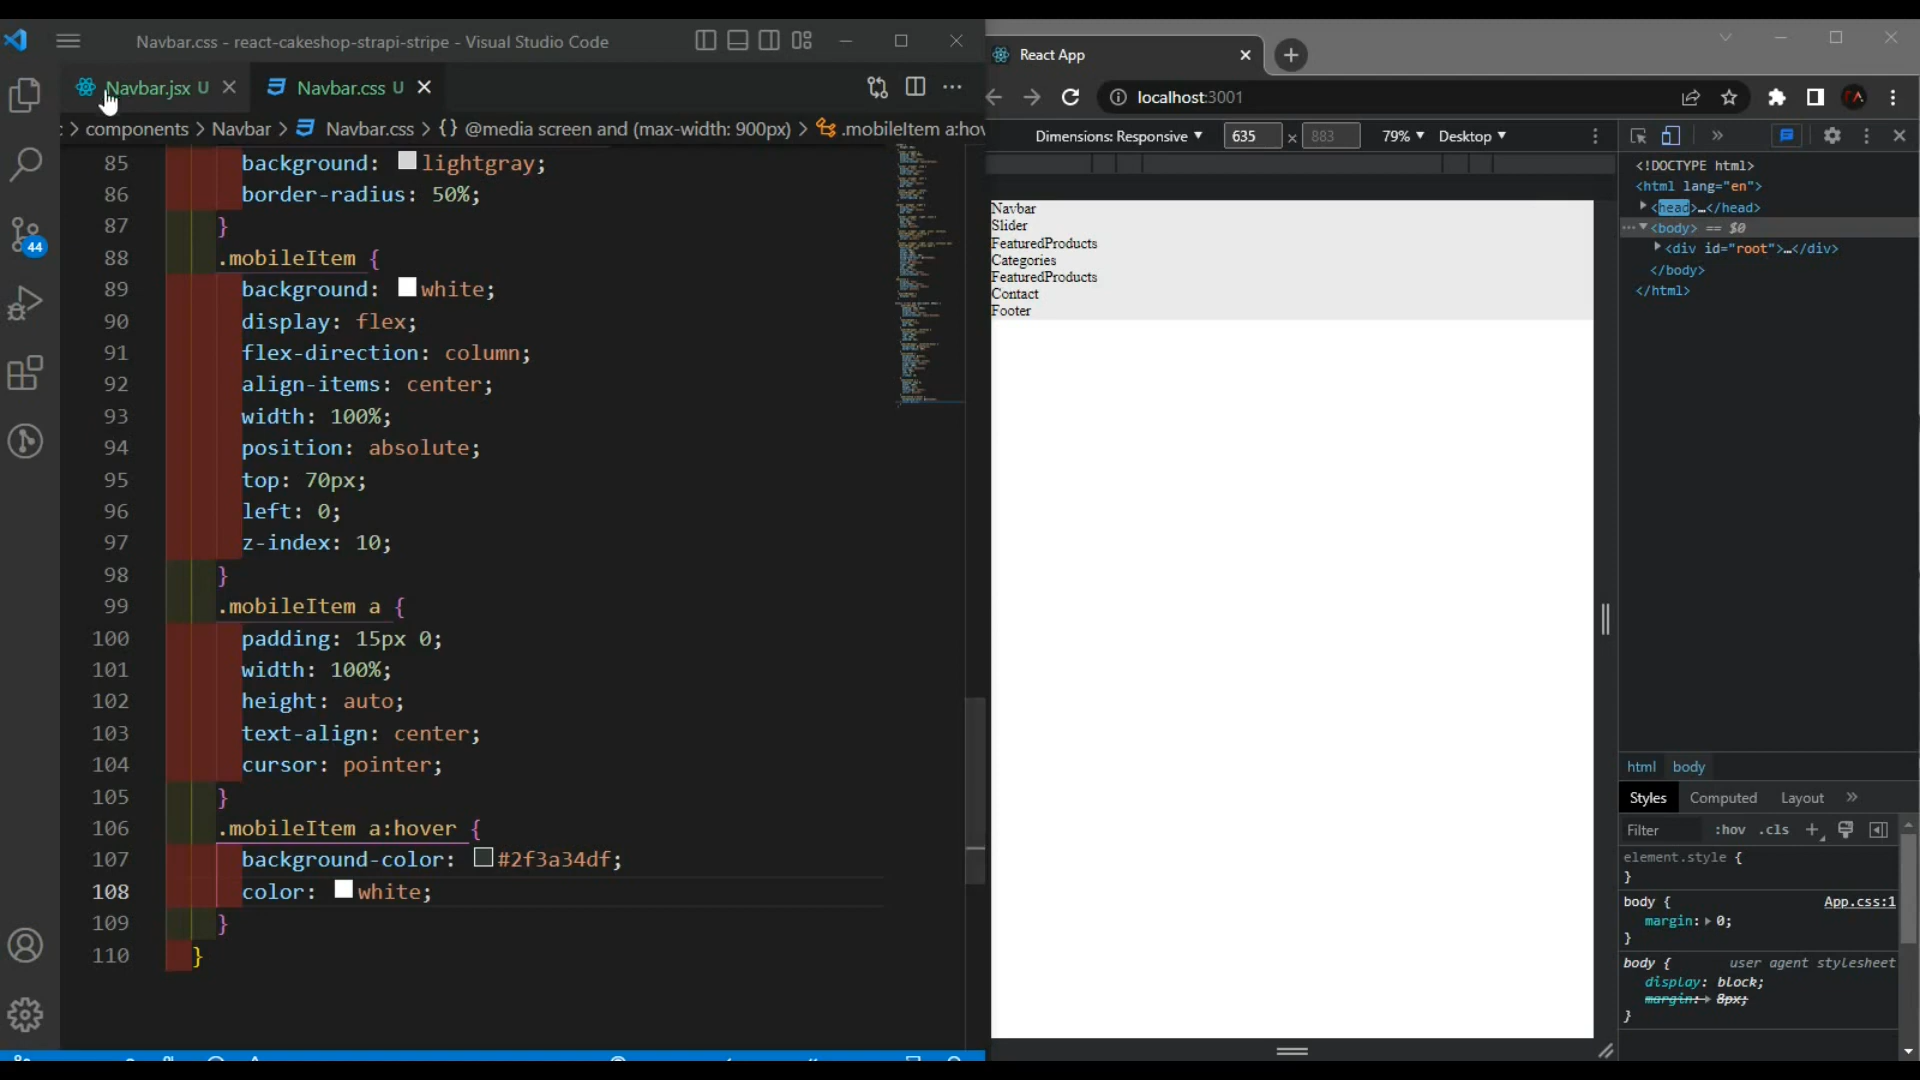 Navbar.css - react-cakeshop-strapi-stripe - Visual Studio Code
Navbar.jsx U
Navbar.css U
components > Navbar > Navbar.css > {} @media screen and (max-width: 900px) > .mobileItem a:hov
44
85 background: lightgray;
86 border-radius: 50%;
87 }
88 .mobileItem {
89 background: white;
90 display: flex;
91 flex-direction: column;
92 align-items: center;
93 width: 100%;
94 position: absolute;
95 top: 70px;
96 left: 0;
97 z-index: 10;
98 }
99 .mobileItem a {
100 padding: 15px 0;
101 width: 100%;
102 height: auto;
103 text-align: center;
104 cursor: pointer;
105 }
106 .mobileItem a:hover {
107 background-color: #2f3a34df;
108 color: white;
109 }
110 }
React App
localhost:3001
Dimensions: Responsive 635 x 883 79% Desktop
Navbar
Slider
FeaturedProducts
Categories
FeaturedProducts
Contact
Footer
<!DOCTYPE html>
<html lang="en">
<head>…</head>
<body> == $0
<div id="root">…</div>
</body>
</html>
html body
Styles Computed Layout
Filter :hov .cls
element.style {
}
body { App.css:1
margin: 0;
}
body { user agent stylesheet
display: block;
margin: 8px;
}